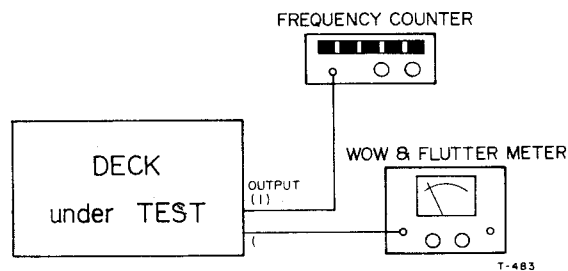 FREQUENCY COUNTER
DECK
under TEST
WOW & FLUTTER METER
OUTPUT
(1)
(
T-483